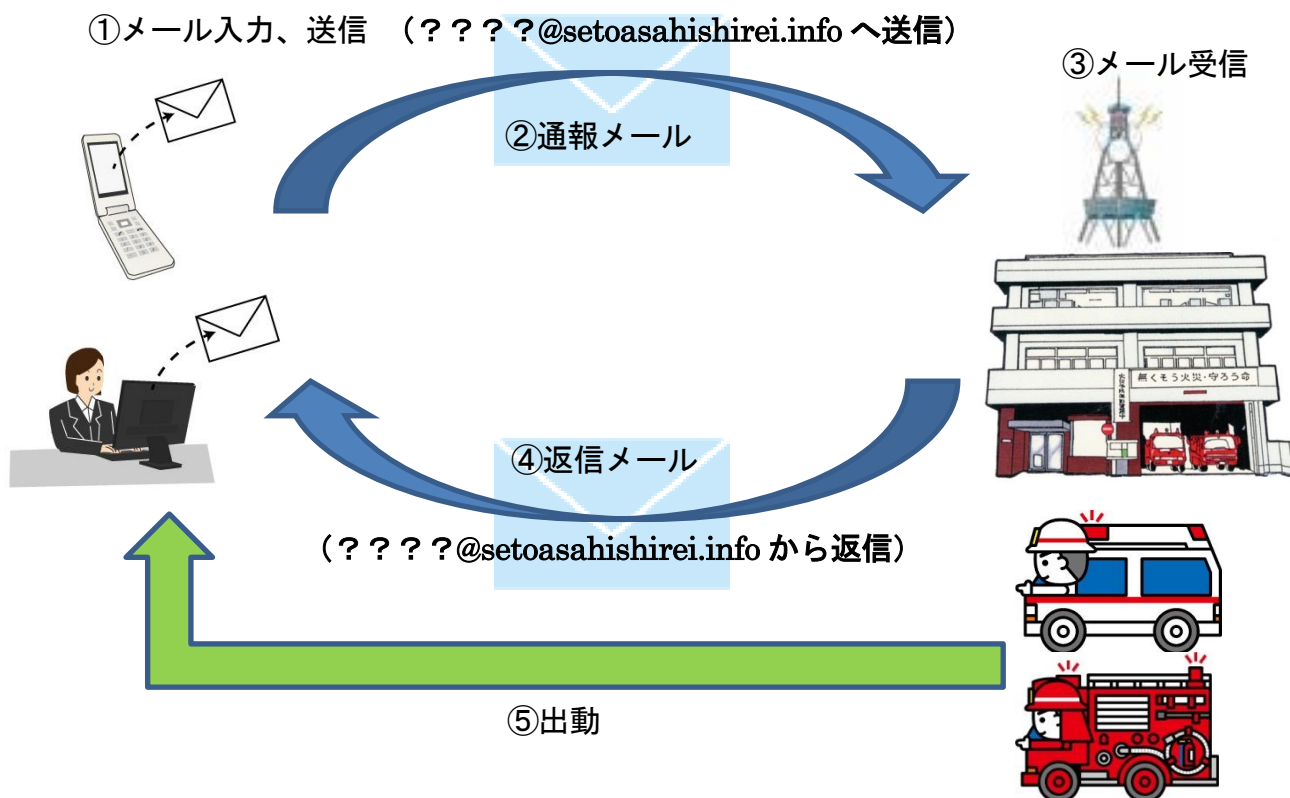 ①メール入力、送信 （？？？？@setoasahishirei.info へ送信）
③メール受信
②通報メール
無くそう火災・守ろう命
④返信メール
（？？？？@setoasahishirei.info から返信）
⑤出動